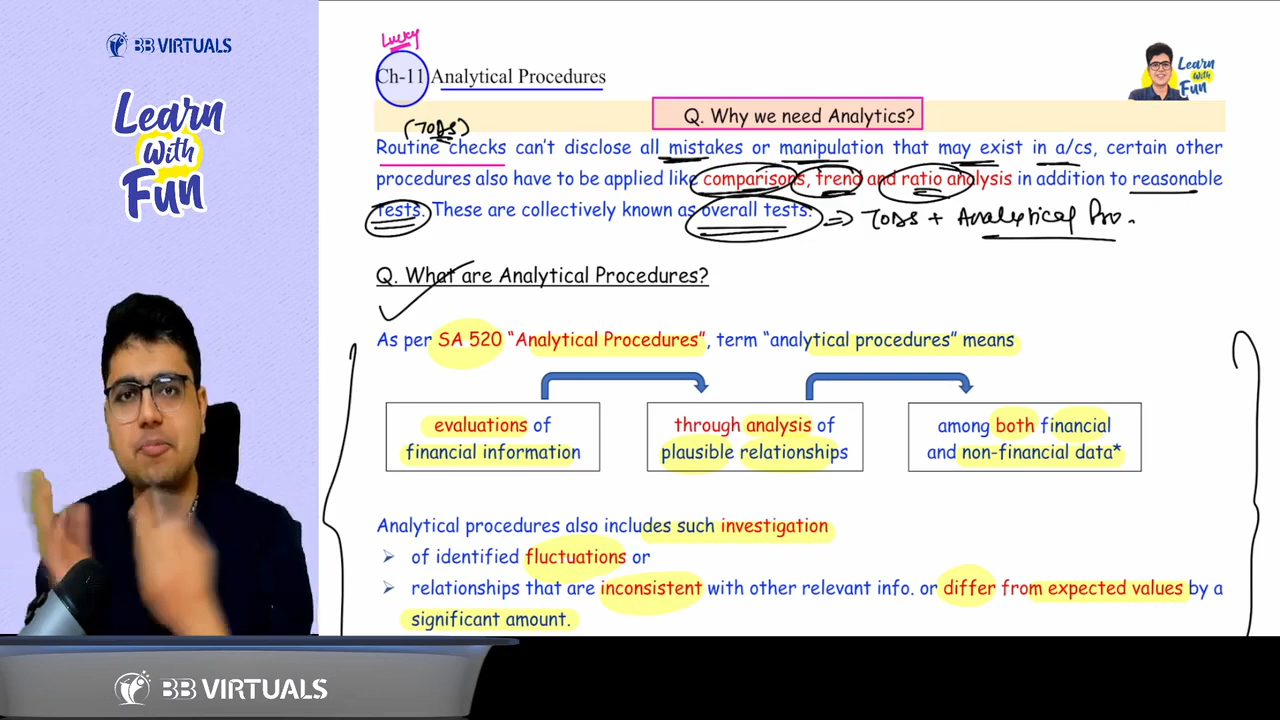 BB VIRTUALS
Learn
With
Fun
Lucky
Ch-11 Analytical Procedures
Learn
With
Fun
Q. Why we need Analytics?
(TOBS)
Routine checks can’t disclose all mistakes or manipulation that may exist in a/cs, certain other
procedures also have to be applied like comparisons, trend and ratio analysis in addition to reasonable
tests. These are collectively known as overall tests. ⇒ TOBS + Analytical Pro.
Q. What are Analytical Procedures?
As per SA 520 “Analytical Procedures”, term “analytical procedures” means
evaluations of
financial information
through analysis of
plausible relationships
among both financial
and non-financial data*
Analytical procedures also includes such investigation
➢ of identified fluctuations or
➢ relationships that are inconsistent with other relevant info. or differ from expected values by a
significant amount.
BB VIRTUALS